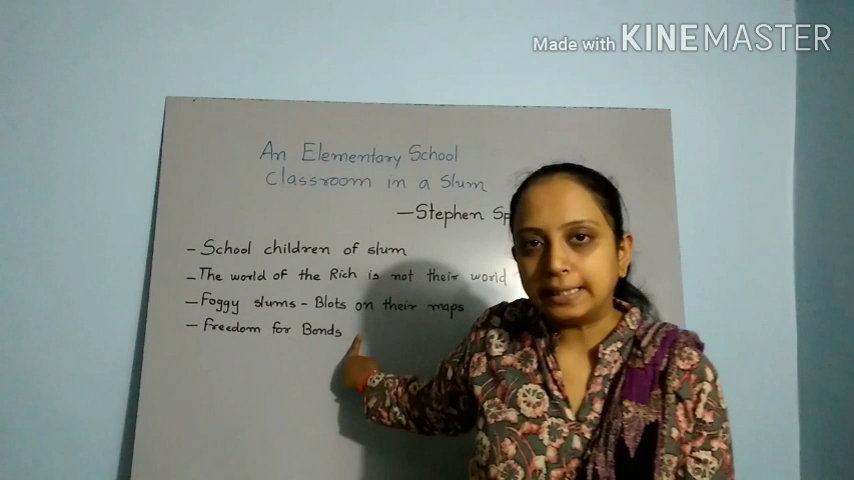 Made with KINEMASTER
An Elementary School
Classroom in a Slum
- Stephen
- School children of slum
- The world of the Rich is not their world
- Foggy slums - Blots on their maps
- Freedom for Bonds